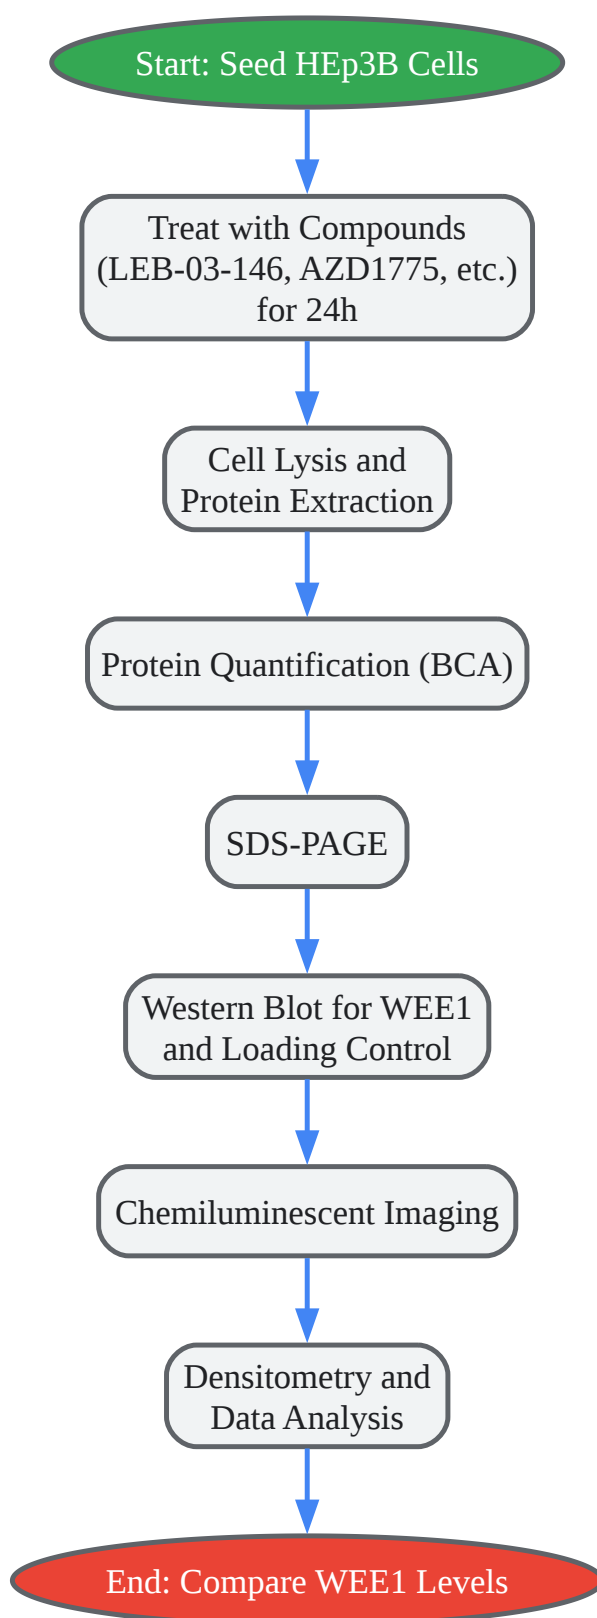 Start: Seed HEp3B Cells
Treat with Compounds
(LEB-03-146, AZD1775, etc.)
for 24h
Cell Lysis and
Protein Extraction
Protein Quantification (BCA)
SDS-PAGE
Western Blot for WEE1
and Loading Control
Chemiluminescent Imaging
Densitometry and
Data Analysis
End: Compare WEE1 Levels